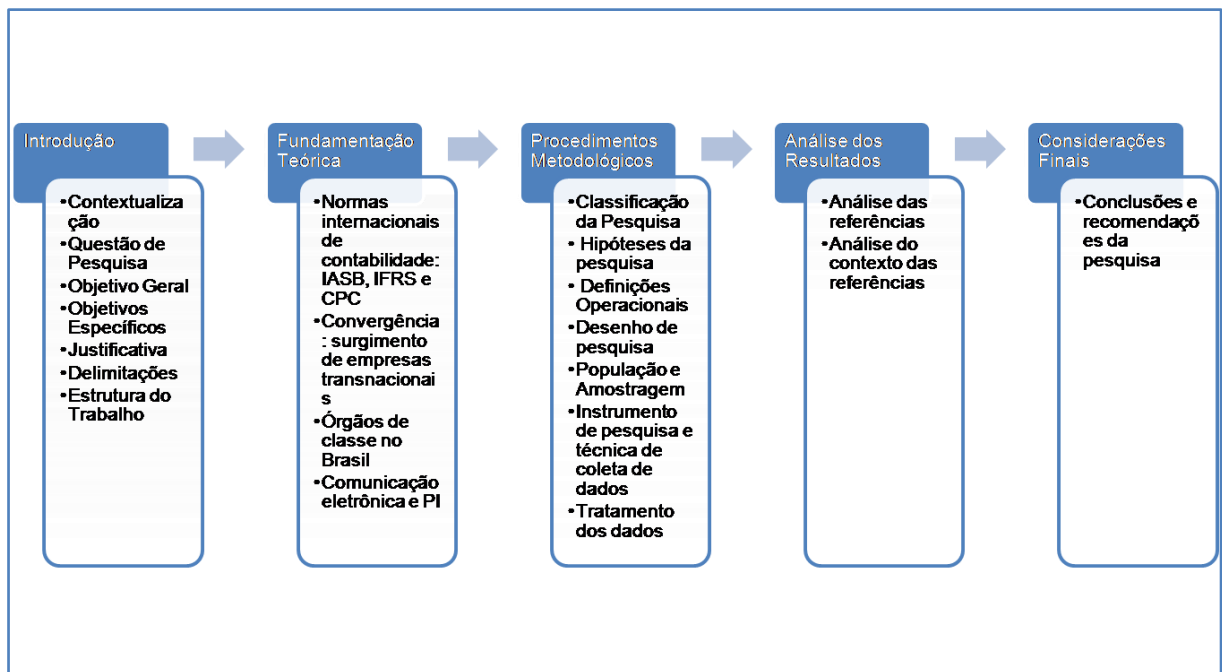 Introdução
•Contextualiza
ção
•Questão de
Pesquisa
•Objetivo Geral
•Objetivos
Específicos
•Justificativa
•Delimitações
•Estrutura do
Trabalho
Fundamentação
Teórica
•Normas
internacionais
de
contabilidade:
IASB, IFRS e
CPC
•Convergência
: surgimento
de empresas
transnacionai
s
•Órgãos de
classe no
Brasil
•Comunicação
eletrônica e PI
Procedimentos
Metodológicos
•Classificação
da Pesquisa
• Hipóteses da
pesquisa
• Definições
Operacionais
•Desenho de
pesquisa
•População e
Amostragem
•Instrumento
de pesquisa e
técnica de
coleta de
dados
•Tratamento
dos dados
Análise dos
Resultados
•Análise das
referências
•Análise do
contexto das
referências
Considerações
Finais
•Conclusões e
recomendaçõ
es da
pesquisa